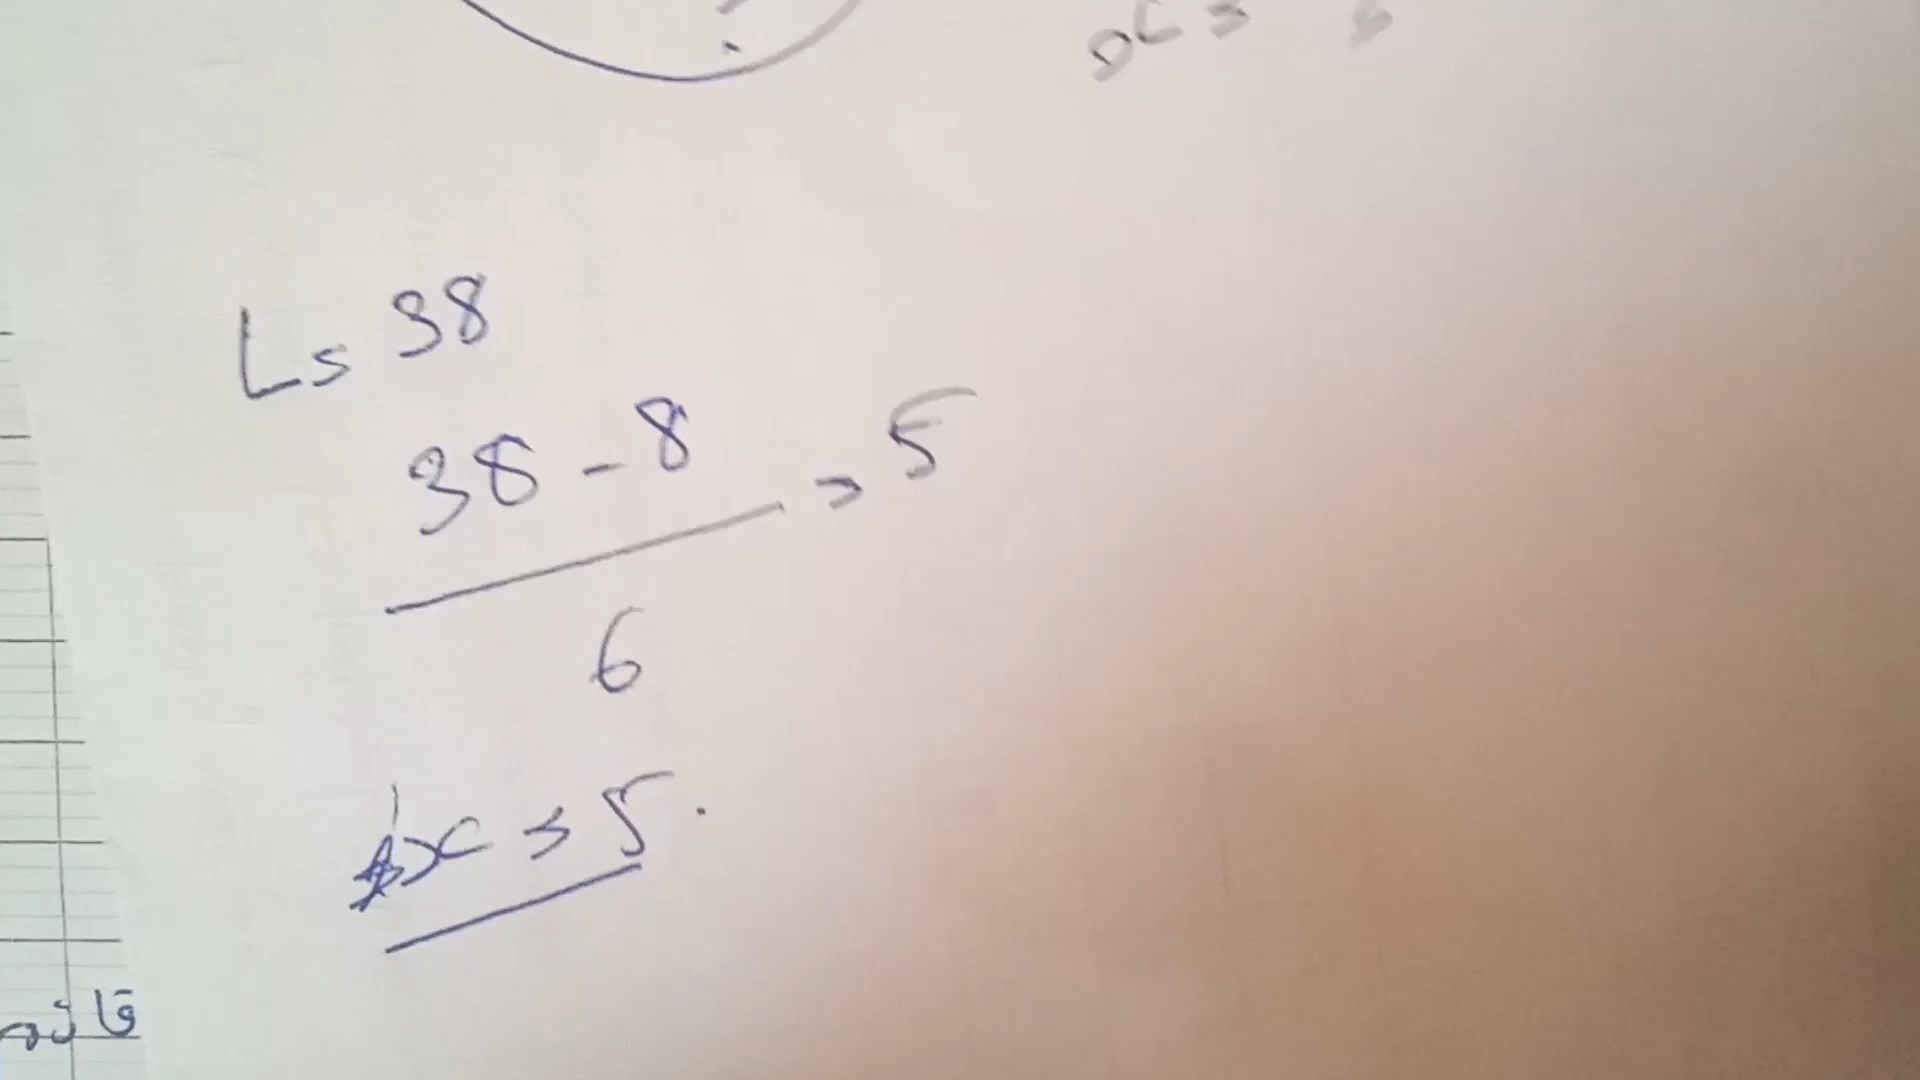 x =
L = 38
38 - 8 = 5
6
x = 5.